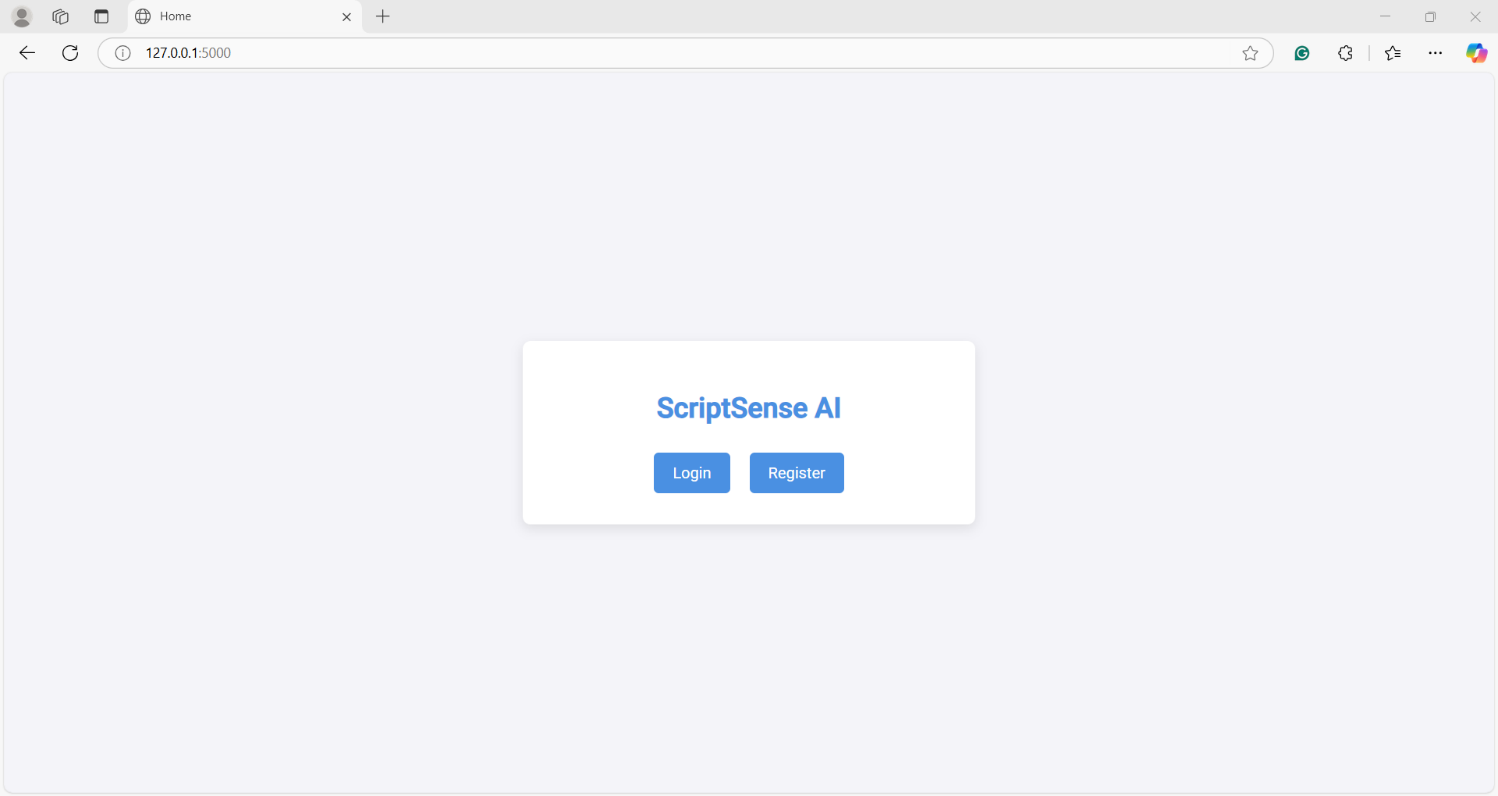 Home
127.0.0.1:5000
ScriptSense AI
Login
Register